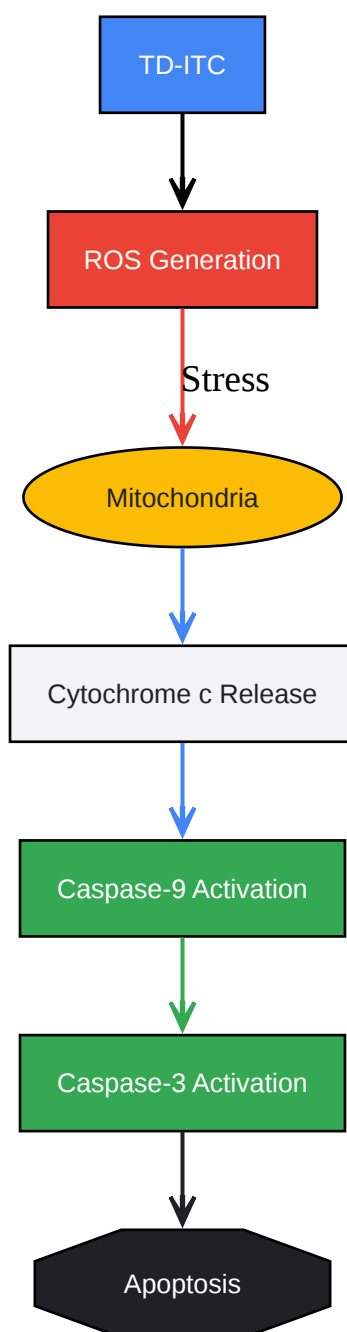 TD-ITC
ROS Generation
Stress
Mitochondria
Cytochrome c Release
Caspase-9 Activation
Caspase-3 Activation
Apoptosis